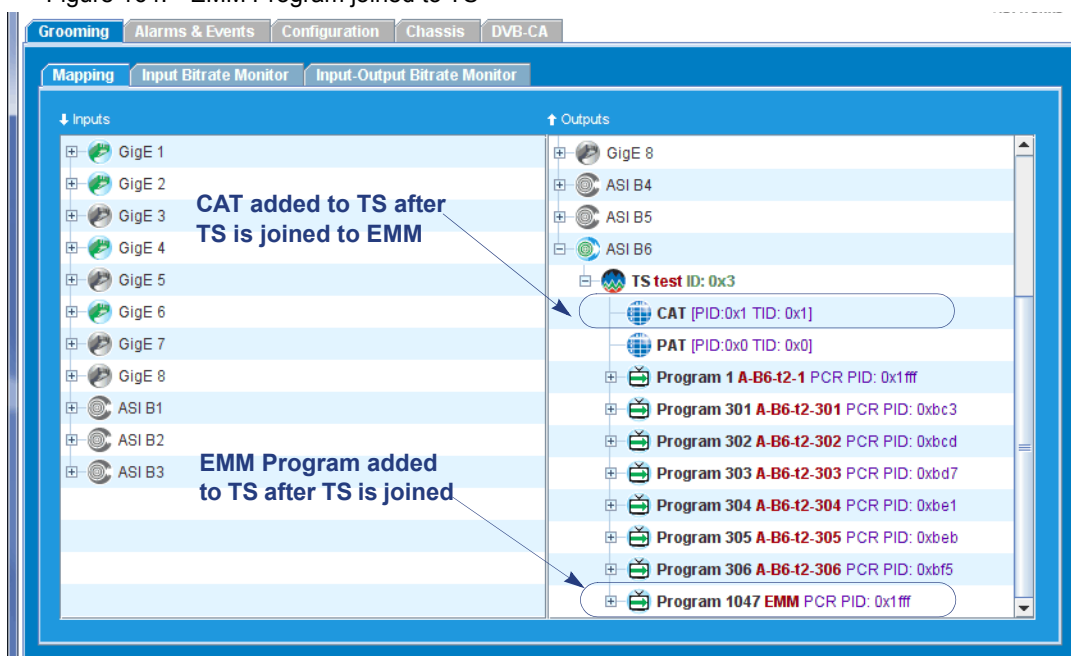 Grooming Alarms & Events Configuration Chassis DVB-CA
Mapping Input Bitrate Monitor Input-Output Bitrate Monitor
Inputs
GigE 1
GigE 2
GigE 3
GigE 4
GigE 5
GigE 6
GigE 7
GigE 8
ASI B1
ASI B2
ASI B3
CAT added to TS after
TS is joined to EMM
EMM Program added
to TS after TS is joined
Outputs
GigE 8
ASI B4
ASI B5
ASI B6
TS test ID: 0x3
CAT [PID:0x1 TID: 0x1]
PAT [PID:0x0 TID: 0x0]
Program 1 A-B6-t2-1 PCR PID: 0x1fff
Program 301 A-B6-t2-301 PCR PID: 0xbc3
Program 302 A-B6-t2-302 PCR PID: 0xbcd
Program 303 A-B6-t2-303 PCR PID: 0xbd7
Program 304 A-B6-t2-304 PCR PID: 0xbe1
Program 305 A-B6-t2-305 PCR PID: 0xbeb
Program 306 A-B6-t2-306 PCR PID: 0xbf5
Program 1047 EMM PCR PID: 0x1fff